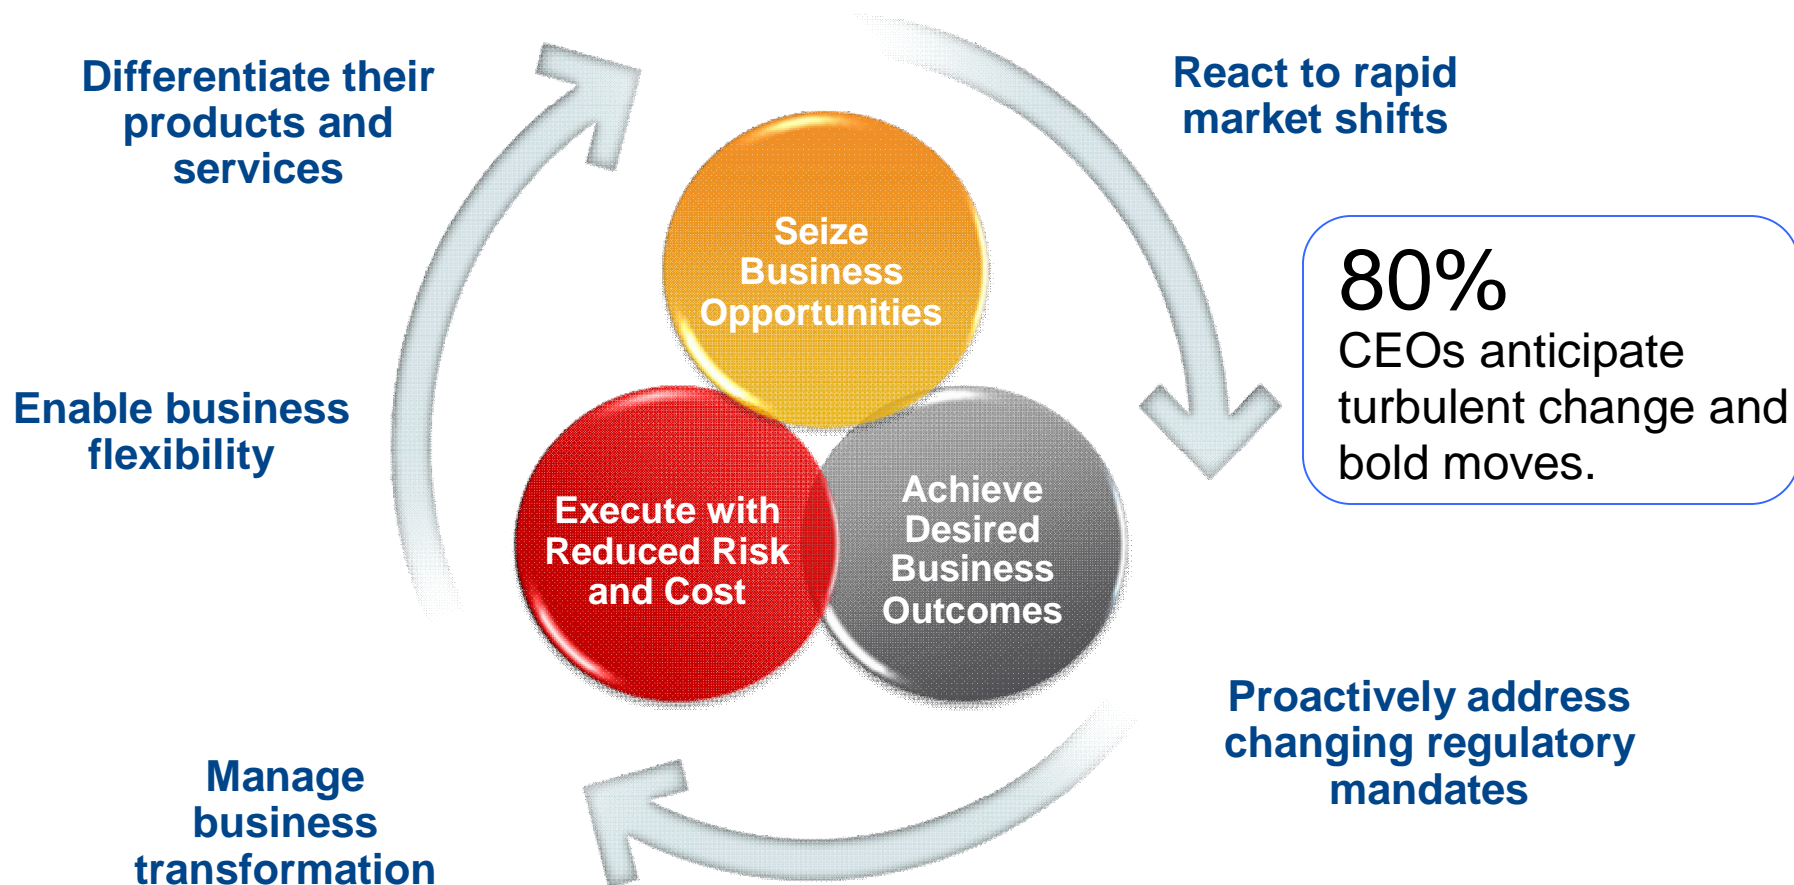 Differentiate their
products and
services
React to rapid
market shifts
Seize
Business
Opportunities
80%
CEOs anticipate
turbulent change and
bold moves.
Enable business
flexibility
Execute with
Reduced Risk
and Cost
Achieve
Desired
Business
Outcomes
Proactively address
changing regulatory
mandates
Manage
business
transformation